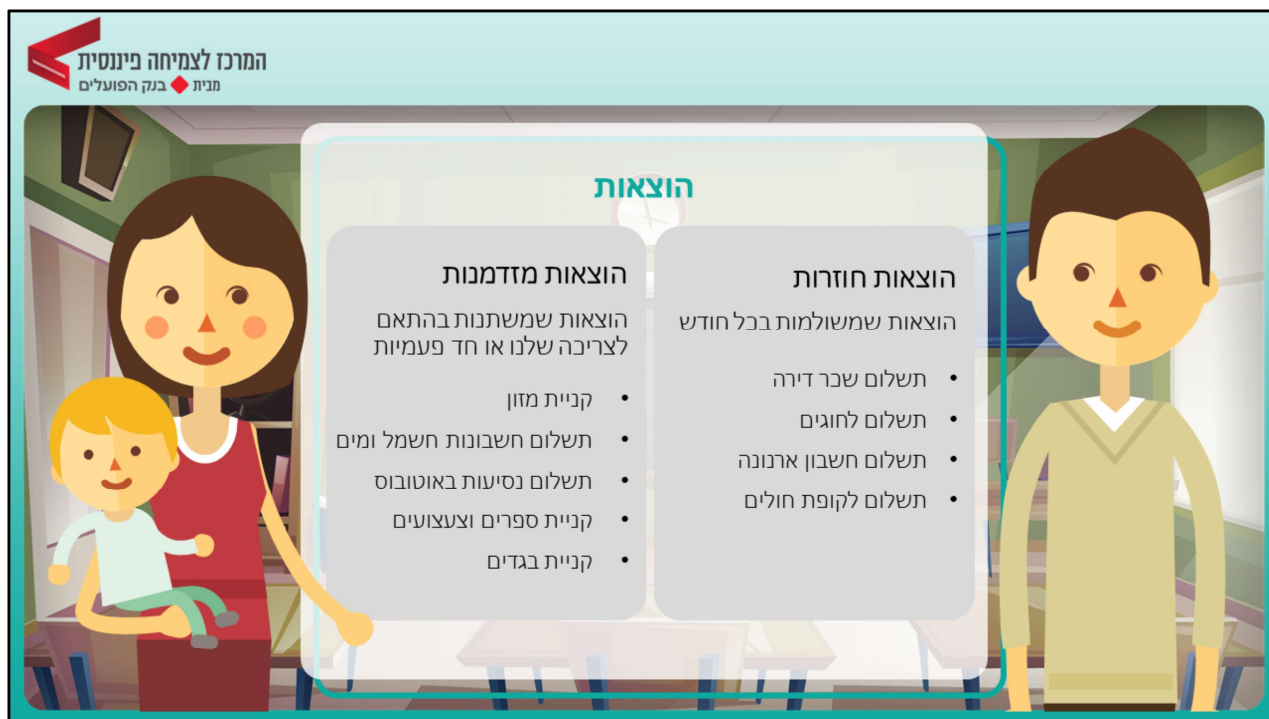 המרכז לצמיחה פיננסית
מבית בנק הפועלים
הוצאות
הוצאות חוזרות
הוצאות שמשולמות בכל חודש
• תשלום שכר דירה
• תשלום לחוגים
• תשלום חשבון ארנונה
• תשלום לקופת חולים
הוצאות מזדמנות
הוצאות שמשתנות בהתאם
לצריכה שלנו או חד פעמיות
• קניית מזון
• תשלום חשבונות חשמל ומים
• תשלום נסיעות באוטובוס
• קניית ספרים וצעצועים
• קניית בגדים